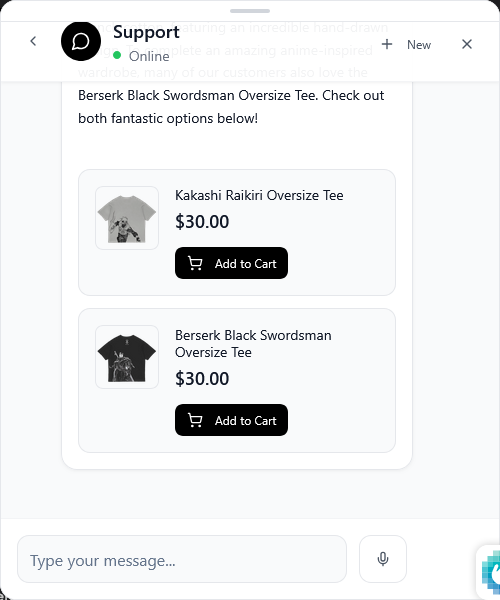 Support
Online
New
featuring an incredible hand-drawn
complete an amazing anime-inspired
wardrobe, many of our customers also love the
Berserk Black Swordsman Oversize Tee. Check out
both fantastic options below!
Kakashi Raikiri Oversize Tee
$30.00
Add to Cart
Berserk Black Swordsman
Oversize Tee
$30.00
Add to Cart
Type your message...